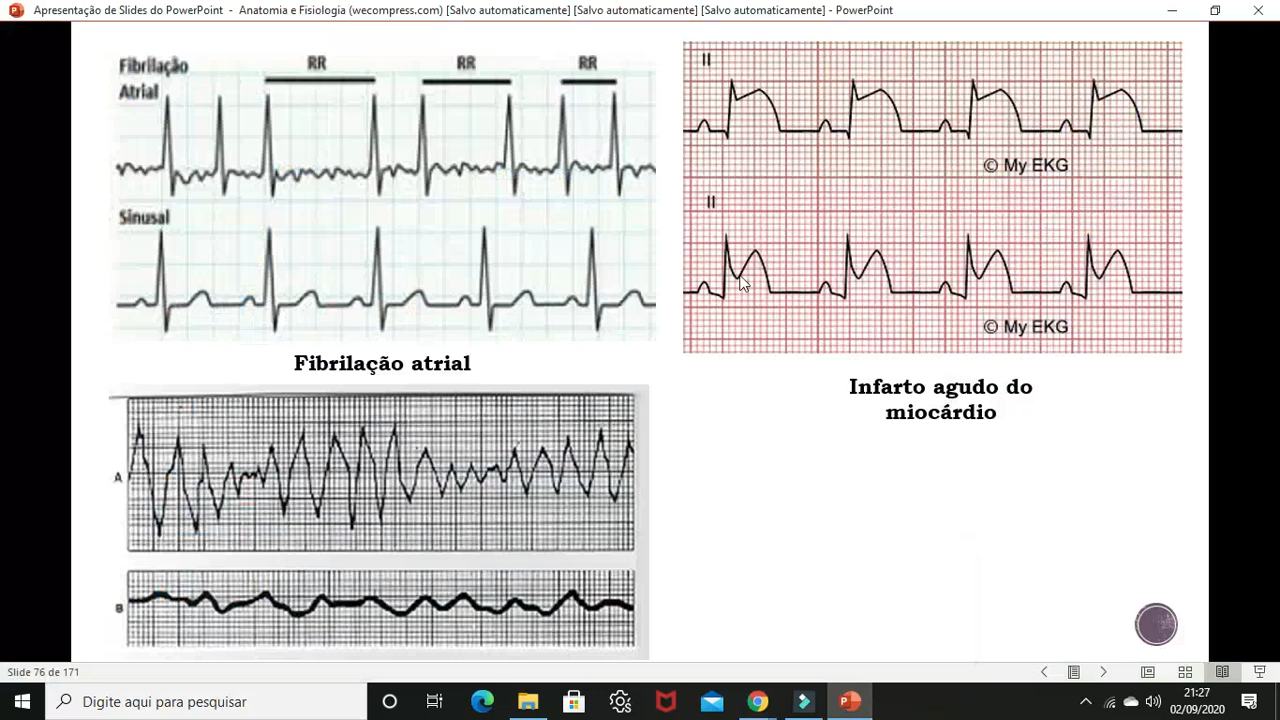 Apresentação de Slides do PowerPoint - Anatomia e Fisiologia (wecompress.com) [Salvo automaticamente] [Salvo automaticamente] [Salvo automaticamente] - PowerPoint
Fibrilação
Atrial
RR
RR
RR
Sinusal
Fibrilação atrial
II
© My EKG
II
© My EKG
Infarto agudo do
miocárdio
A
B
Slide 76 de 171
Digite aqui para pesquisar
21:27
02/09/2020